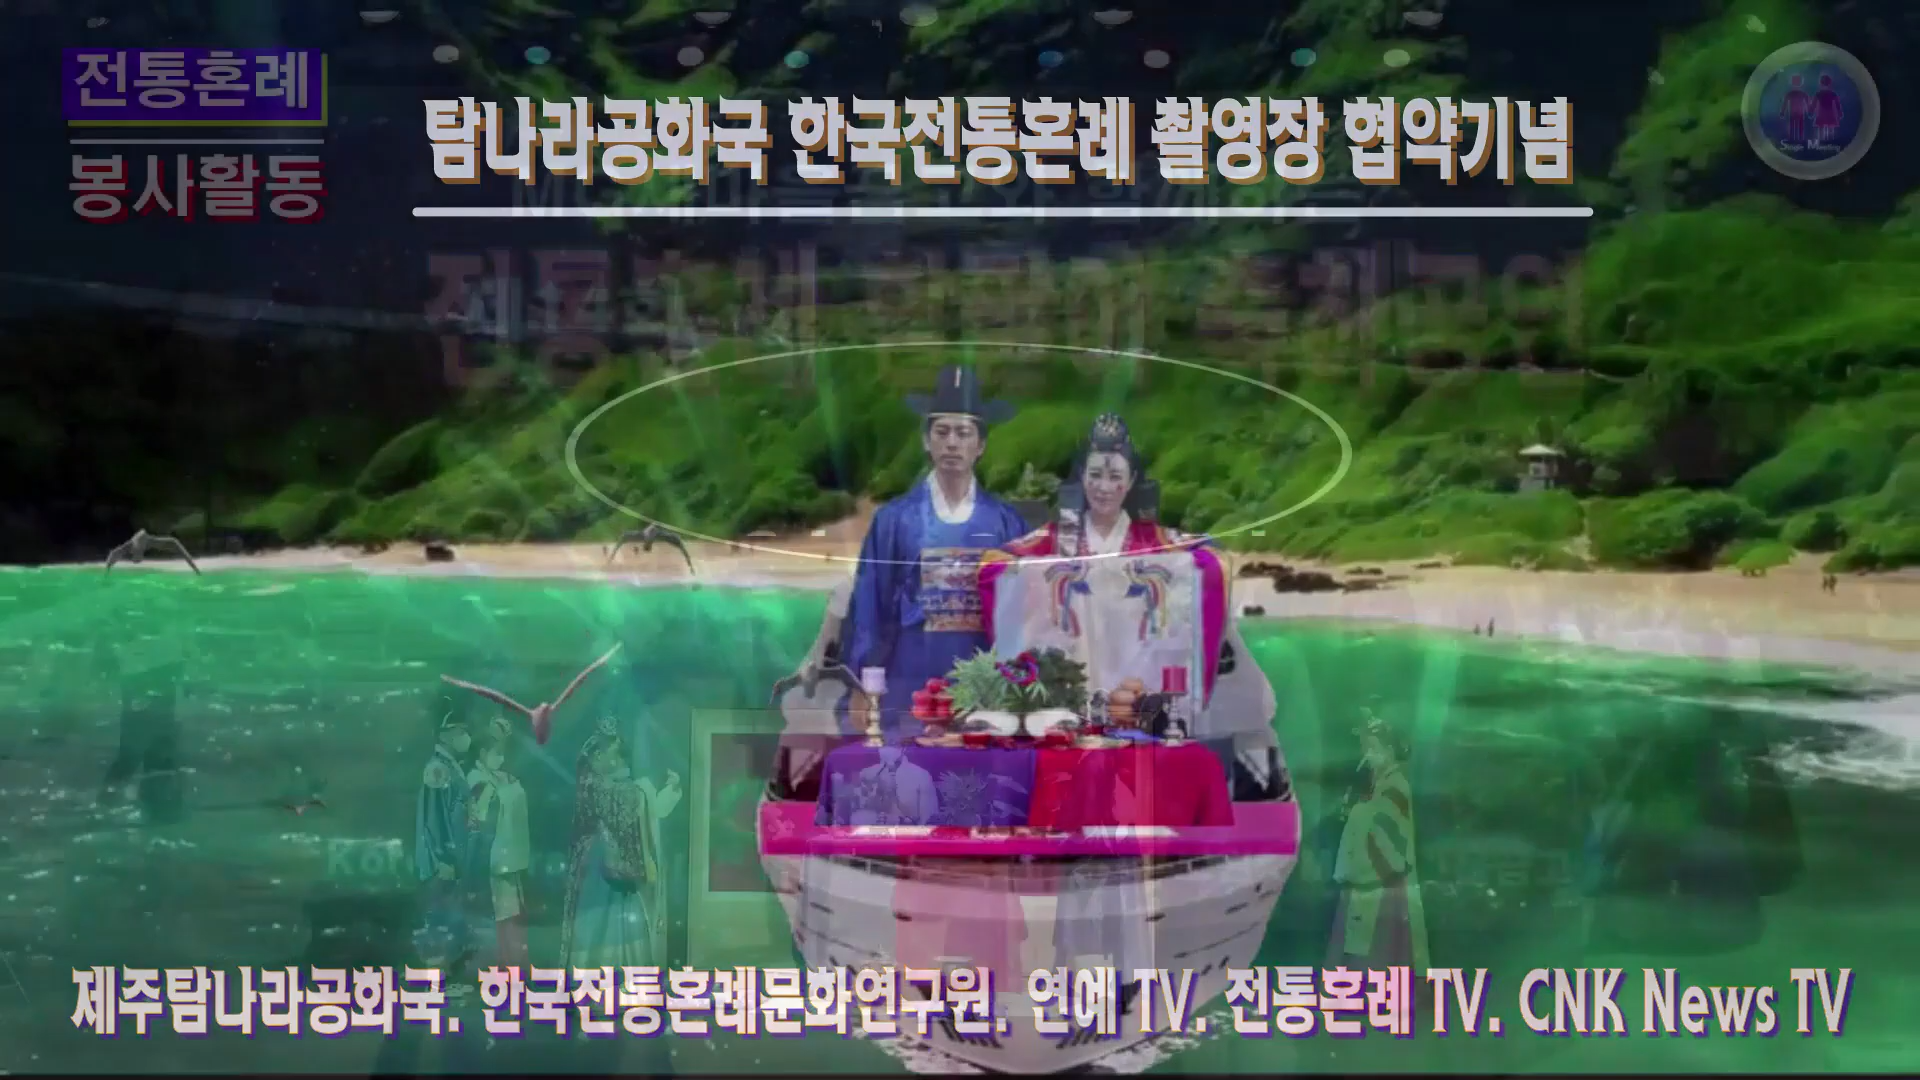 전통혼례
봉사활동
탐나라공화국 한국전통혼례 촬영장 협약기념
Single Meeting
제주탐나라공화국. 한국전통혼례문화연구원. 연예 TV. 전통혼례 TV. CNK News TV